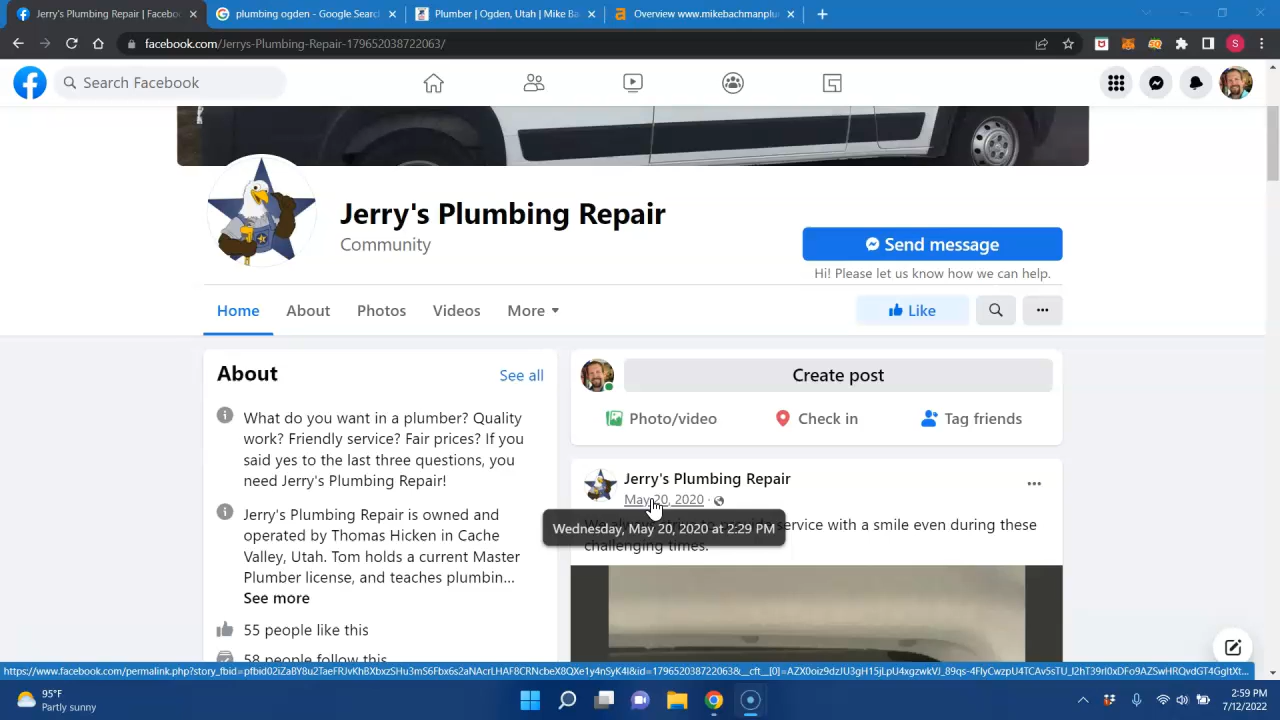 Jerry's Plumbing Repair | Facebook
plumbing ogden - Google Search
Plumber | Ogden, Utah | Mike Ba
Overview www.mikebachmanplu
facebook.com/Jerrys-Plumbing-Repair-179652038722063/
Search Facebook
Jerry's Plumbing Repair
Community
Send message
Hi! Please let us know how we can help.
Home
About
Photos
Videos
More
Like
About
See all
What do you want in a plumber? Quality
work? Friendly service? Fair prices? If you
said yes to the last three questions, you
need Jerry's Plumbing Repair!
Jerry's Plumbing Repair is owned and
operated by Thomas Hicken in Cache
Valley, Utah. Tom holds a current Master
Plumber license, and teaches plumbin...
See more
55 people like this
58 people follow this
Create post
Photo/video
Check in
Tag friends
Jerry's Plumbing Repair
May 20, 2020
Wednesday, May 20, 2020 at 2:29 PM
service with a smile even during these
challenging times.
95°F
Partly sunny
2:59 PM
7/12/2022